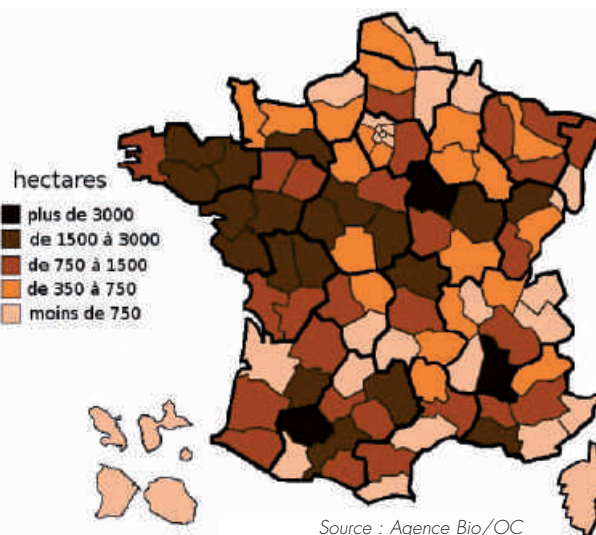 hectares
plus de 3000
de 1500 à 3000
de 750 à 1500
de 350 à 750
moins de 750
Source : Agence Bio/OC